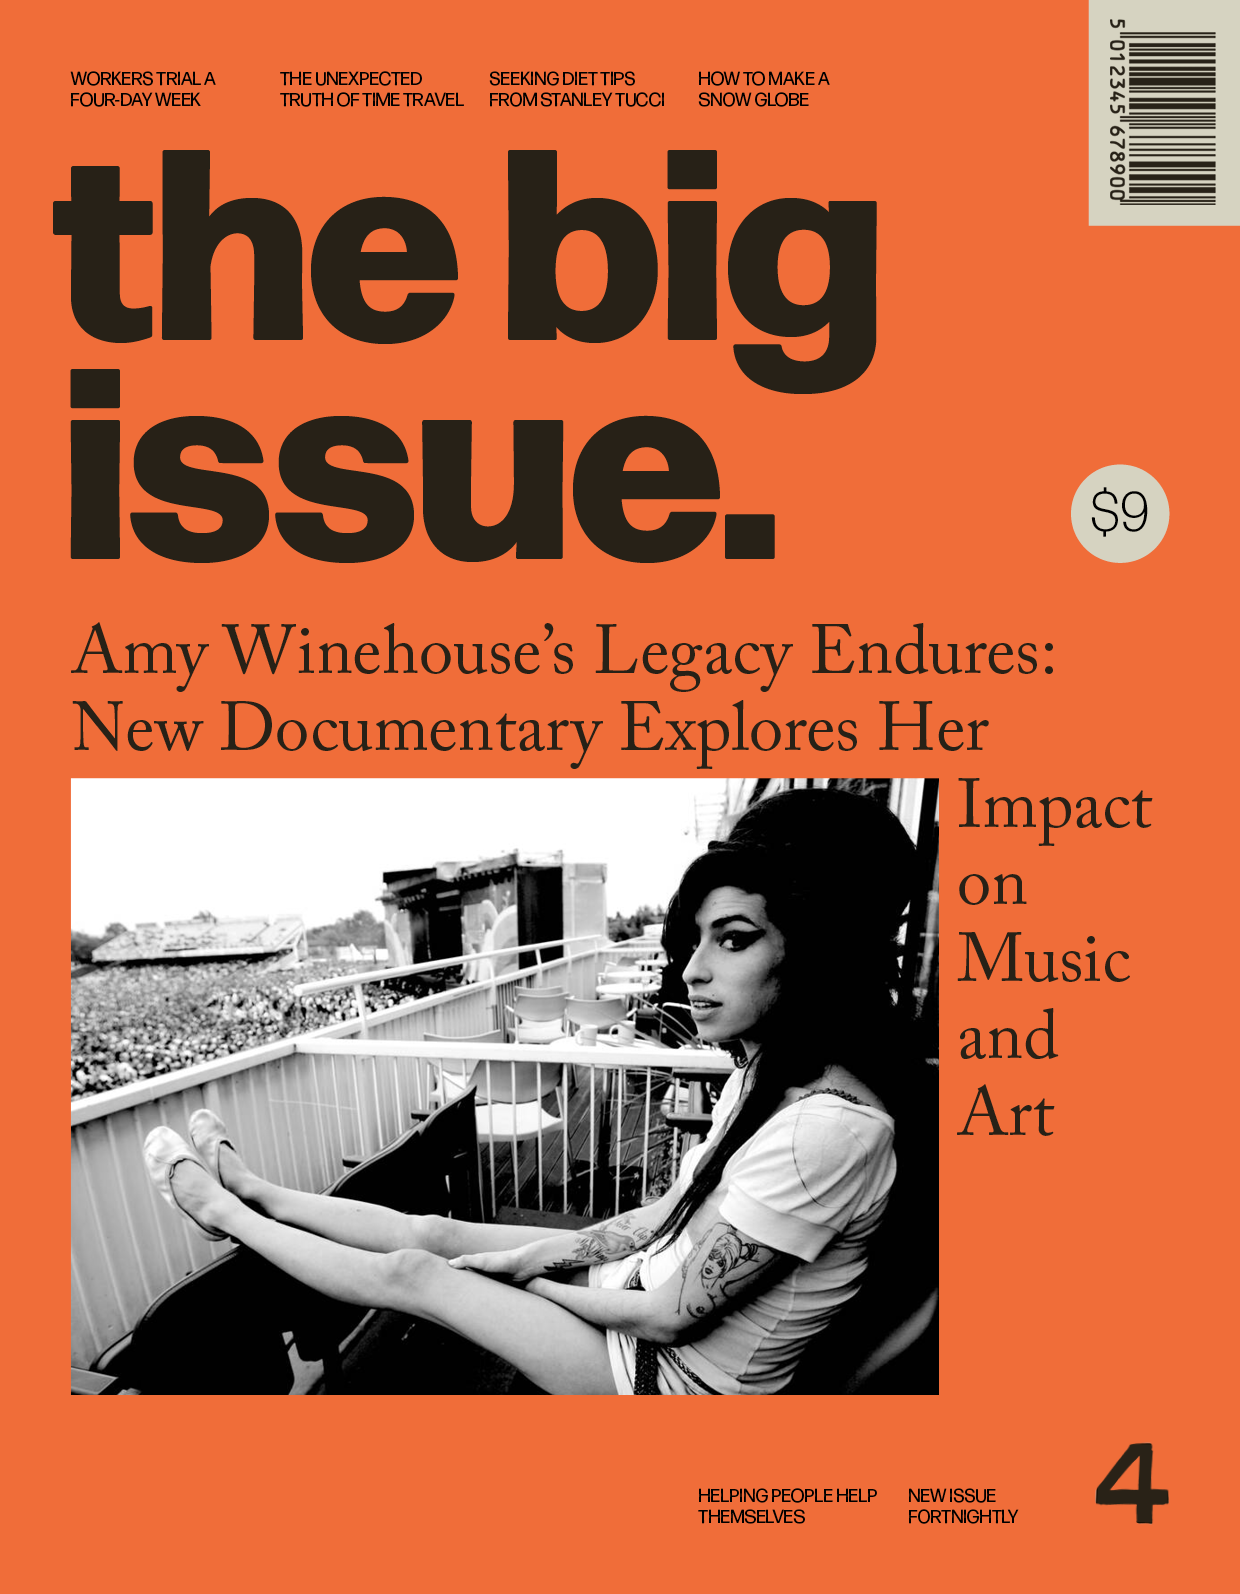 WORKERS TRIAL A
FOUR-DAY WEEK
THE UNEXPECTED
TRUTH OF TIME TRAVEL
SEEKING DIET TIPS
FROM STANLEY TUCCI
HOW TO MAKE A
SNOW GLOBE
5 012345 678900
the big
issue.
$9
Amy Winehouse’s Legacy Endures:
New Documentary Explores Her
Impact
on
Music
and
Art
HELPING PEOPLE HELP
THEMSELVES
NEW ISSUE
FORTNIGHTLY
4